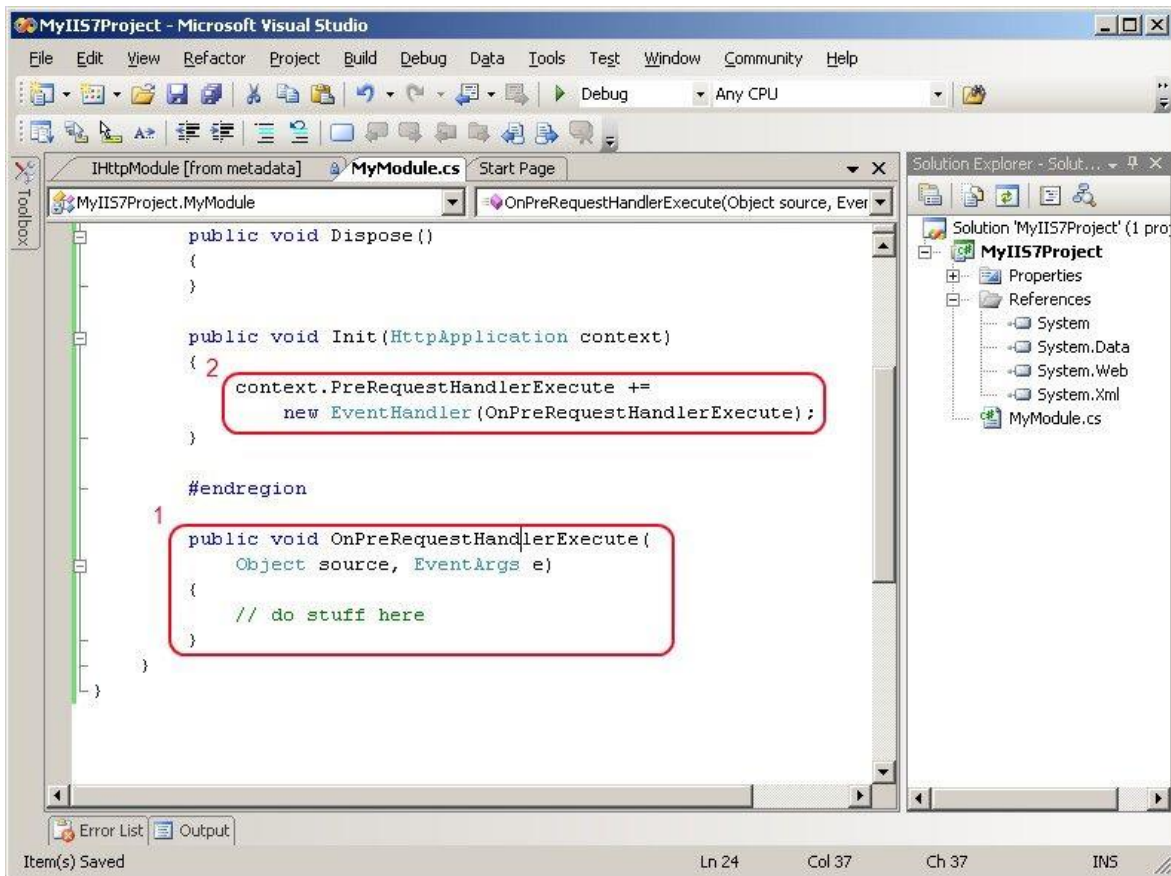 MyIIS7Project - Microsoft Visual Studio
File Edit View Refactor Project Build Debug Data Tools Test Window Community Help
Debug Any CPU
IHttpModule [from metadata] MyModule.cs Start Page
Toolbox
MyIIS7Project.MyModule OnPreRequestHandlerExecute(Object source, Ever
public void Dispose()
{
}
public void Init(HttpApplication context)
{
2
context.PreRequestHandlerExecute +=
new EventHandler(OnPreRequestHandlerExecute);
}
#endregion
1
public void OnPreRequestHandlerExecute(
Object source, EventArgs e)
{
// do stuff here
}
}
}
Solution Explorer - Solut...
Solution 'MyIIS7Project' (1 proj
MyIIS7Project
Properties
References
System
System.Data
System.Web
System.Xml
MyModule.cs
Error List Output
Item(s) Saved Ln 24 Col 37 Ch 37 INS